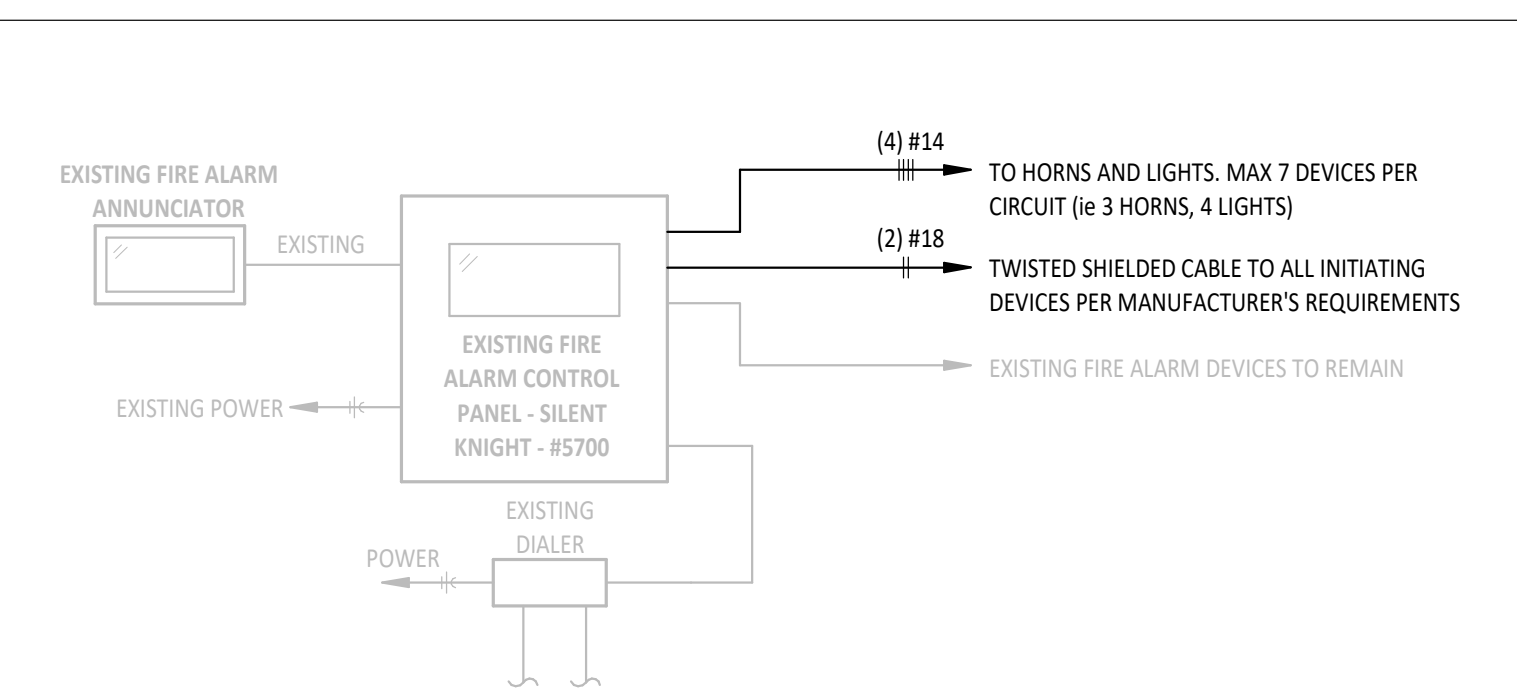 (4) #14
TO HORNS AND LIGHTS. MAX 7 DEVICES PER
CIRCUIT (ie 3 HORNS, 4 LIGHTS)
EXISTING FIRE ALARM
ANNUNCIATOR
EXISTING
(2) #18
TWISTED SHIELDED CABLE TO ALL INITIATING
DEVICES PER MANUFACTURER'S REQUIREMENTS
EXISTING FIRE
ALARM CONTROL
PANEL - SILENT
KNIGHT - #5700
EXISTING FIRE ALARM DEVICES TO REMAIN
EXISTING POWER
EXISTING
DIALER
POWER